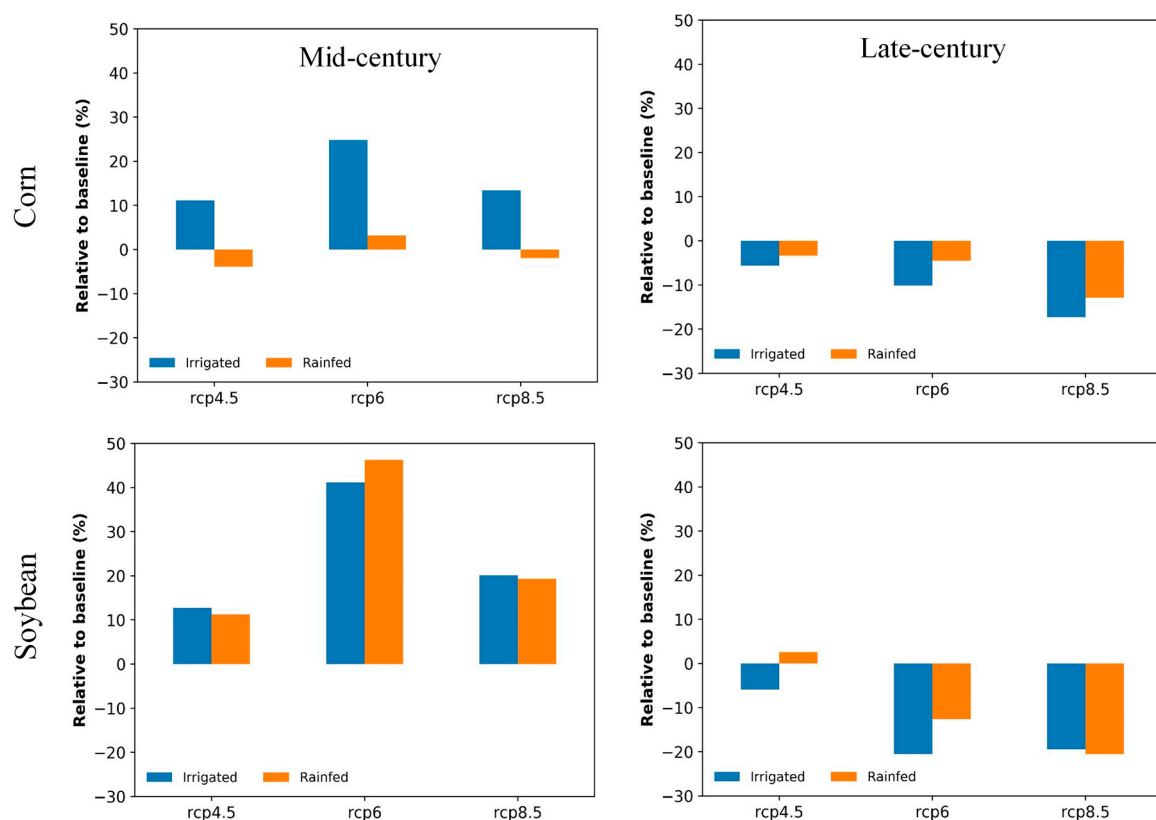 Mid-century
Late-century
Corn
Relative to baseline (%)
50
40
30
20
10
0
−10
−20
−30
Irrigated Rainfed
rcp4.5 rcp6 rcp8.5
Relative to baseline (%)
50
40
30
20
10
0
−10
−20
−30
Irrigated Rainfed
rcp4.5 rcp6 rcp8.5
Soybean
Relative to baseline (%)
50
40
30
20
10
0
−10
−20
−30
Irrigated Rainfed
rcp4.5 rcp6 rcp8.5
Relative to baseline (%)
50
40
30
20
10
0
−10
−20
−30
Irrigated Rainfed
rcp4.5 rcp6 rcp8.5